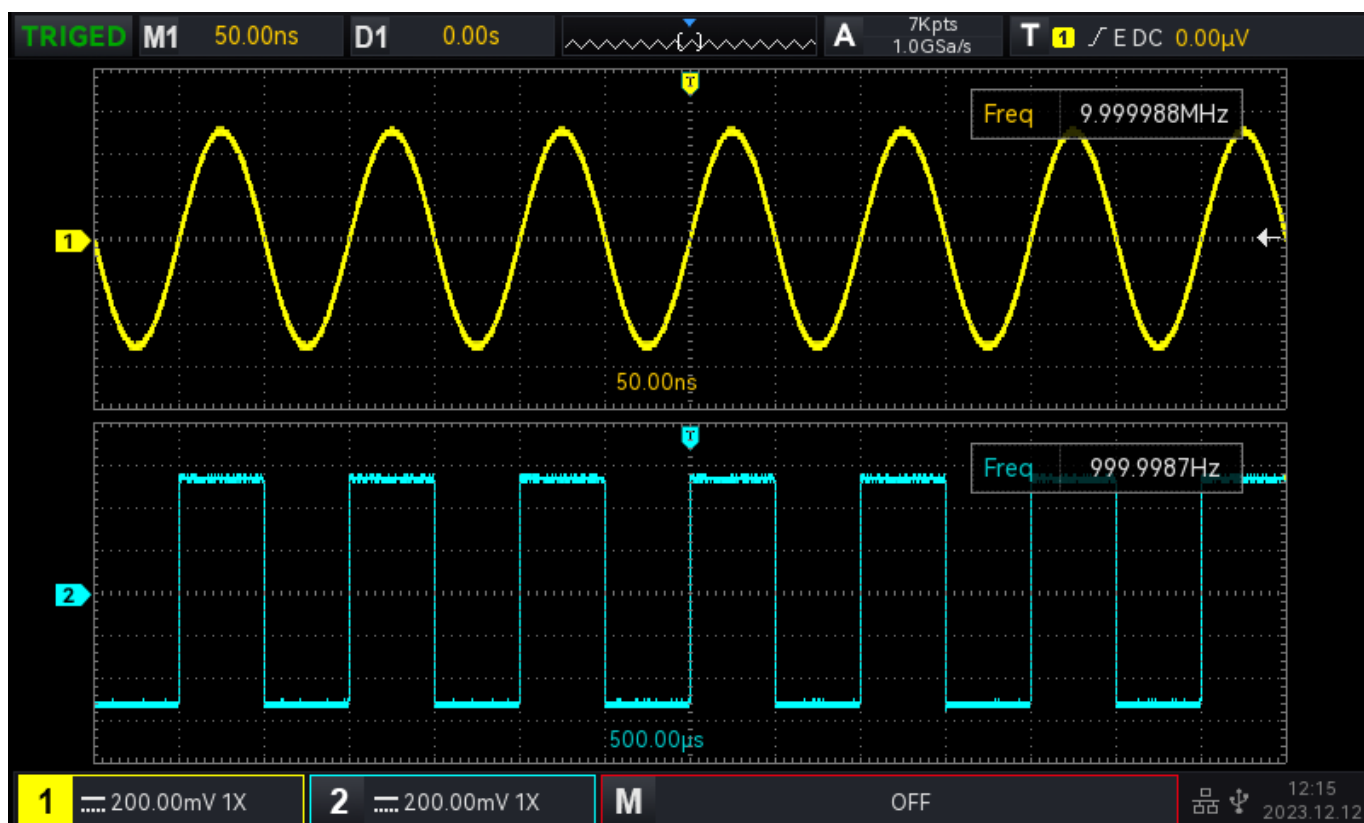 TRIGED M1 50.00ns D1 0.00s A 7Kpts T 1 E DC 0.00µV
1.0GSa/s
T
Freq 9.999988MHz
1
50.00ns
T
Freq 999.9987Hz
2
500.00µs
1 200.00mV 1X 2 200.00mV 1X M OFF 12:15
2023.12.12